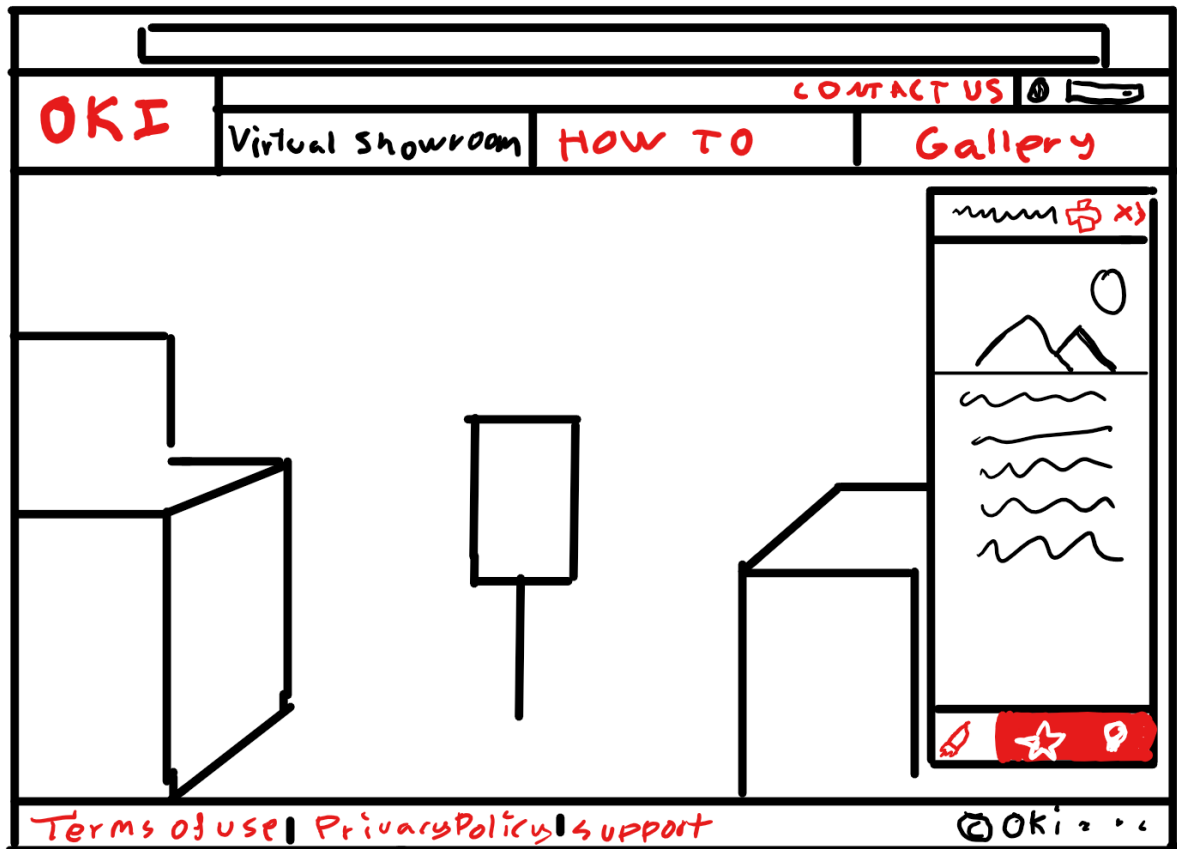 CONTACT US
OKI
Virtual Showroom HOW TO Gallery
Terms of use | Privacy Policy | support
© OKi ...